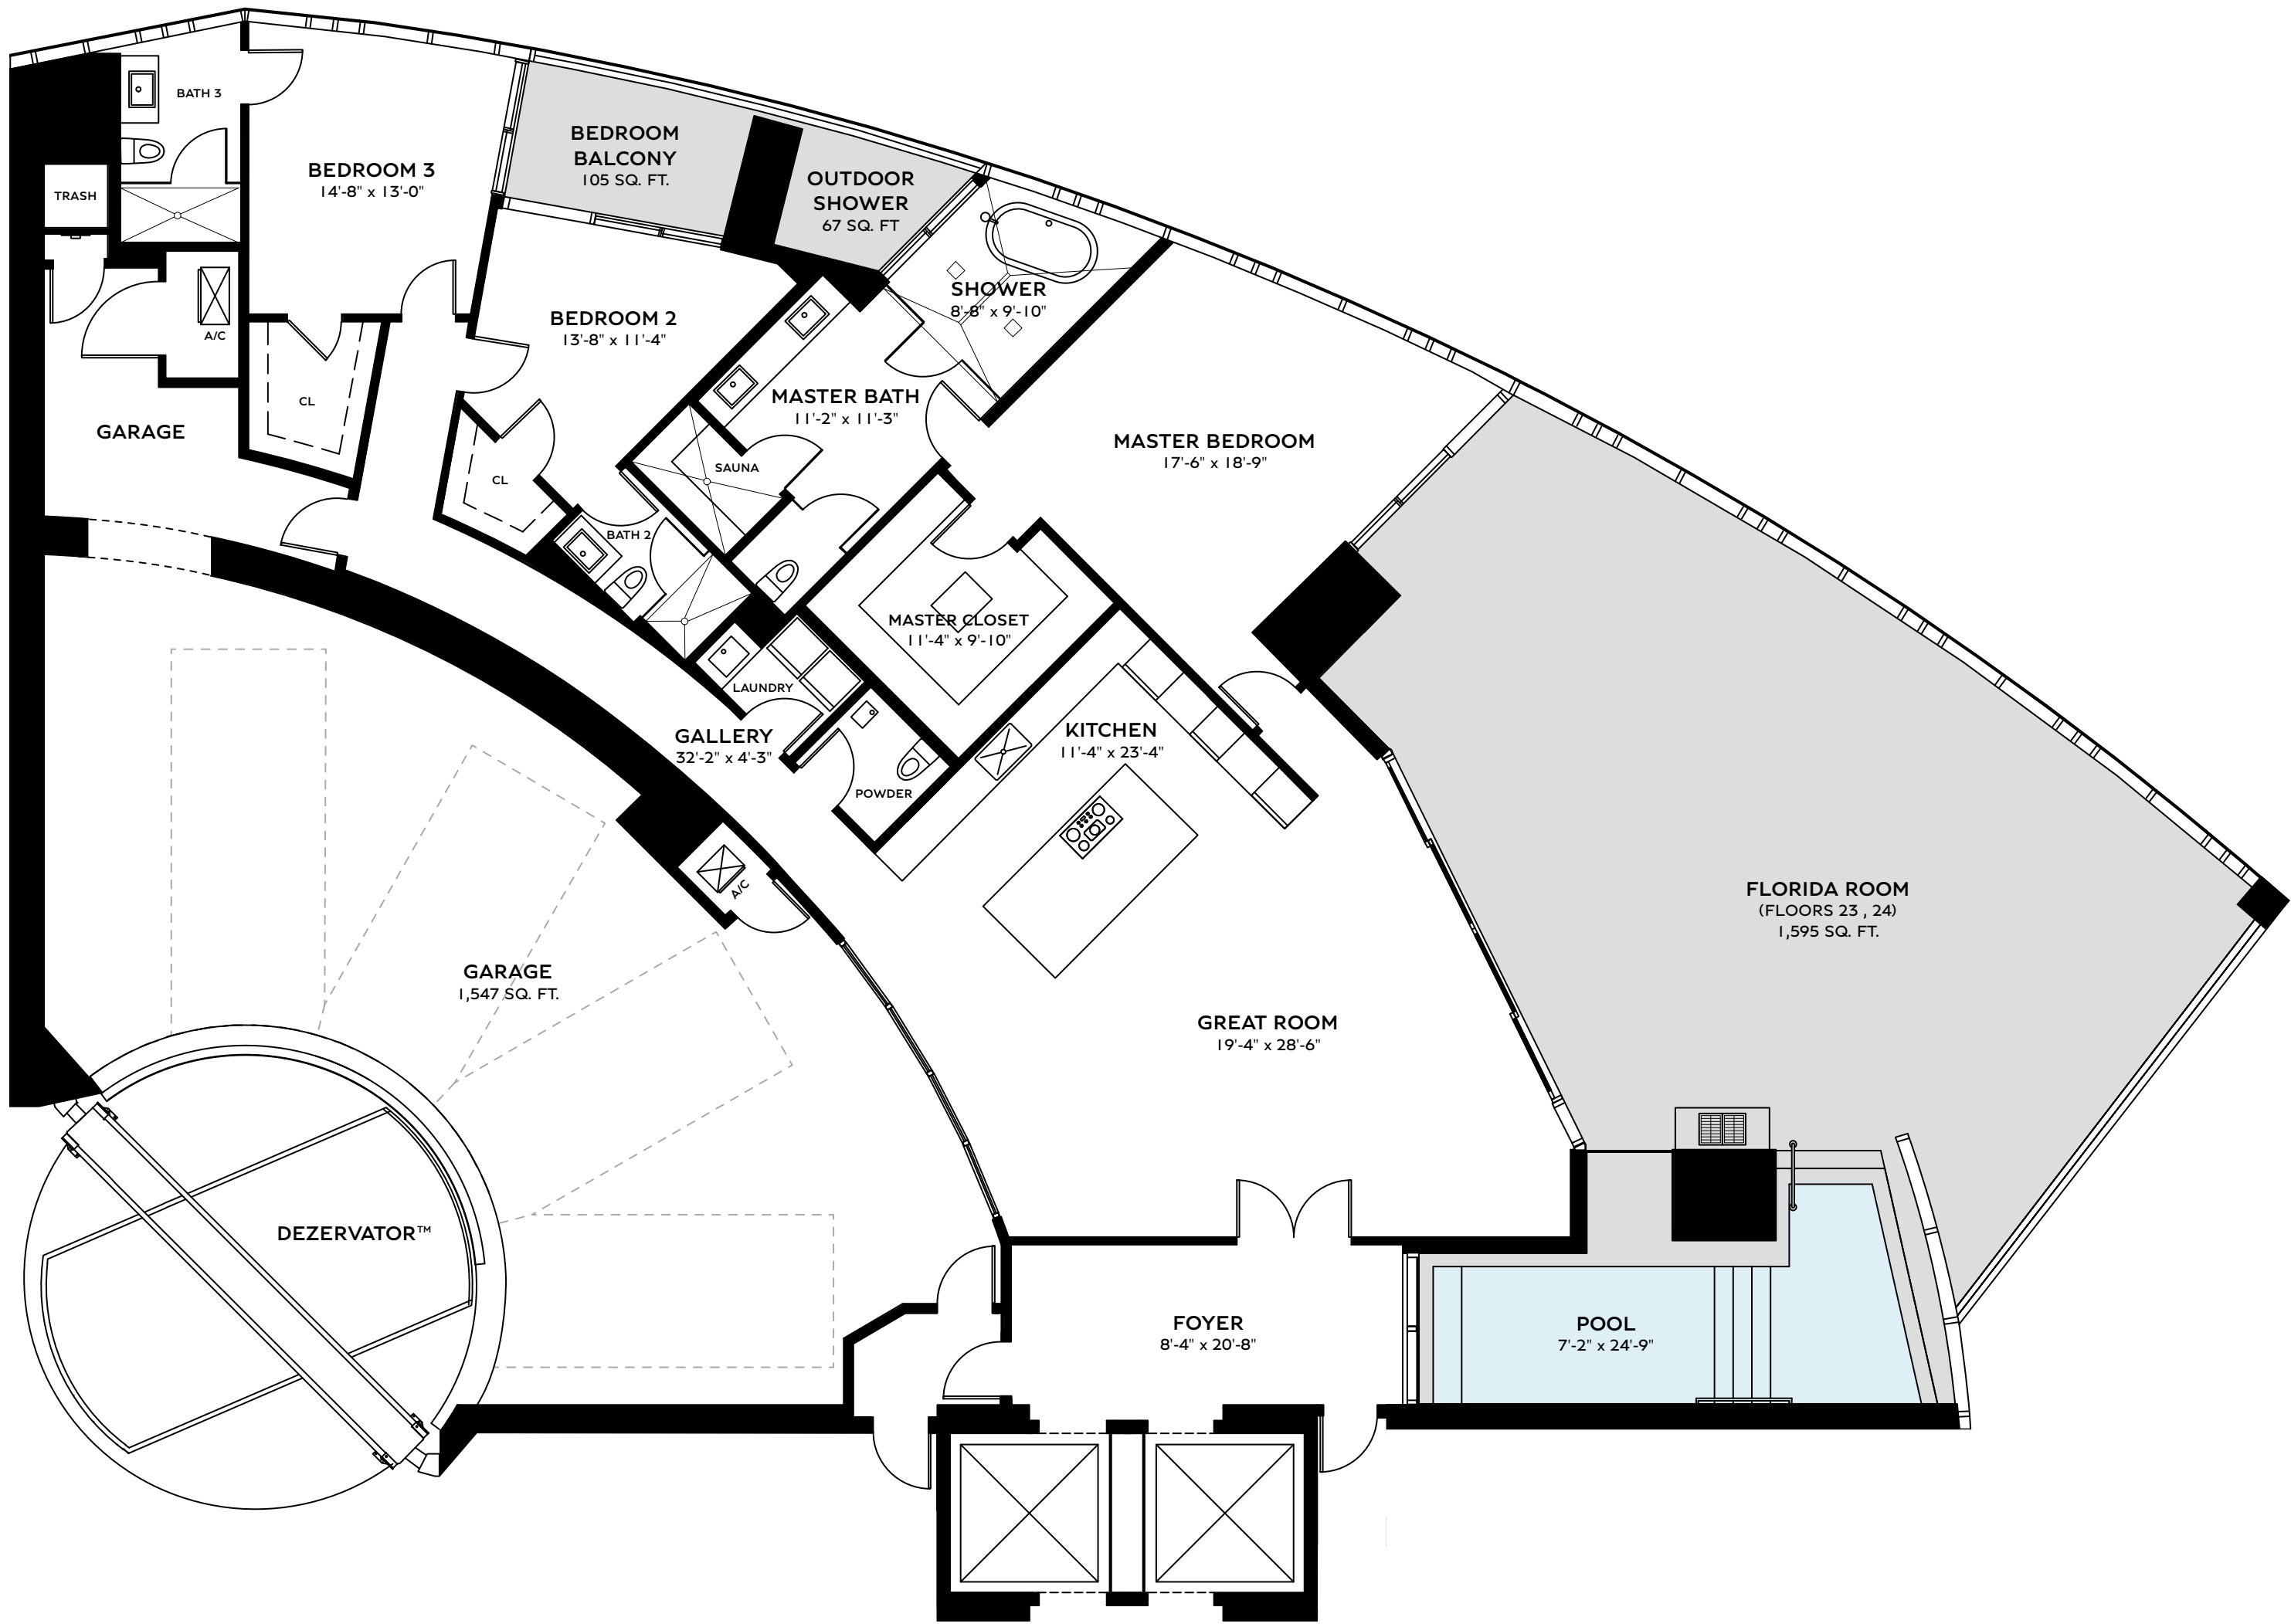 BATH 3
BEDROOM 3
14'-8" x 13'-0"
BEDROOM
BALCONY
105 SQ. FT.
OUTDOOR
SHOWER
67 SQ. FT
TRASH
A/C
SHOWER
8'-8" x 9'-10"
BEDROOM 2
13'-8" x 11'-4"
CL
GARAGE
MASTER BATH
11'-2" x 11'-3"
MASTER BEDROOM
17'-6" x 18'-9"
SAUNA
CL
BATH 2
MASTER CLOSET
11'-4" x 9'-10"
LAUNDRY
GALLERY
32'-2" x 4'-3"
KITCHEN
11'-4" x 23'-4"
POWDER
A/C
FLORIDA ROOM
(FLOORS 23 , 24)
1,595 SQ. FT.
GARAGE
1,547 SQ. FT.
GREAT ROOM
19'-4" x 28'-6"
DEZERVATOR™
FOYER
8'-4" x 20'-8"
POOL
7'-2" x 24'-9"